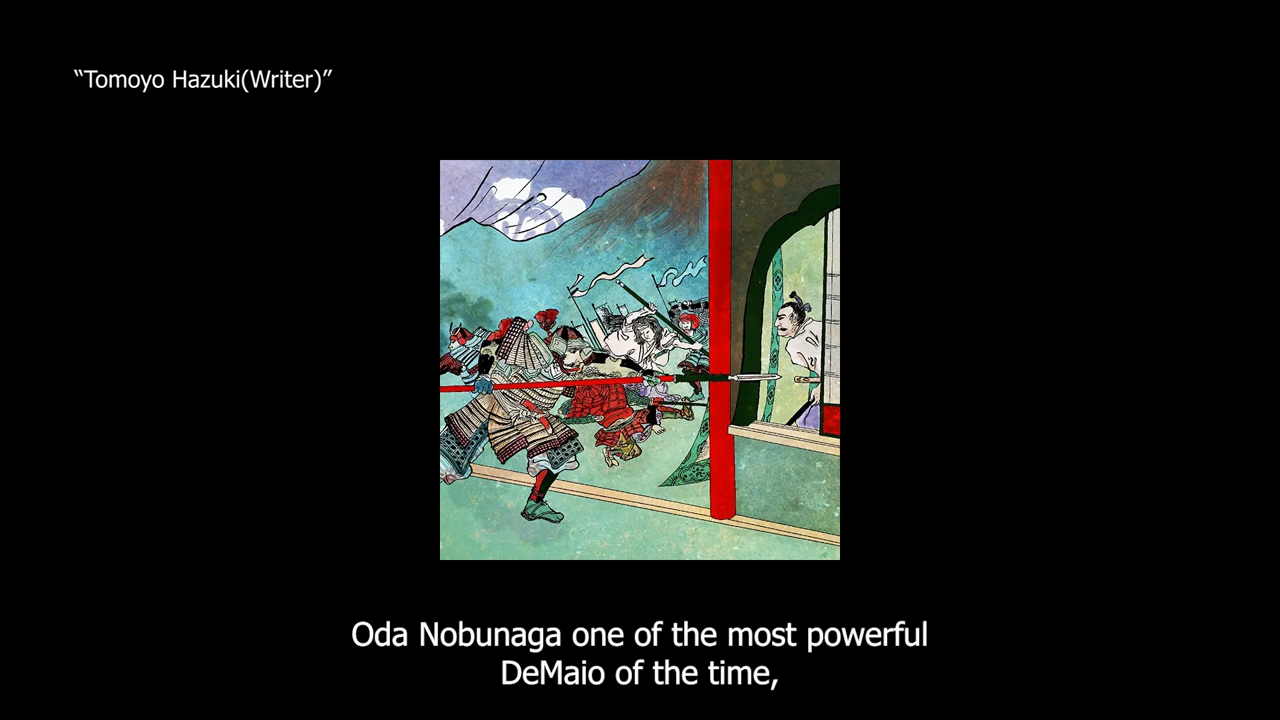 “Tomoyo Hazuki(Writer)”
Oda Nobunaga one of the most powerful
DeMaio of the time,